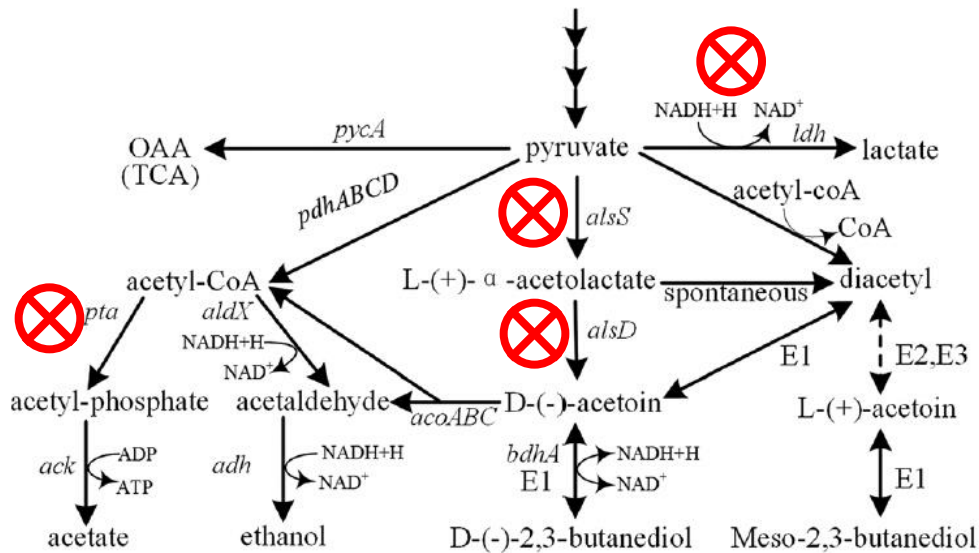 NADH+H NAD⁺
pycA
ldh
OAA
(TCA)
pyruvate
lactate
pdhABCD
alsS
acetyl-coA
CoA
acetyl-CoA
L-(+)- α -acetolactate
spontaneous
diacetyl
pta
aldX
NADH+H
NAD⁺
alsD
E1
E2,E3
acetyl-phosphate
acetaldehyde
acoABC
D-(-)-acetoin
L-(+)-acetoin
ack
ADP
ATP
adh
NADH+H
NAD⁺
bdhA
E1
NADH+H
NAD⁺
E1
acetate
ethanol
D-(-)-2,3-butanediol
Meso-2,3-butanediol